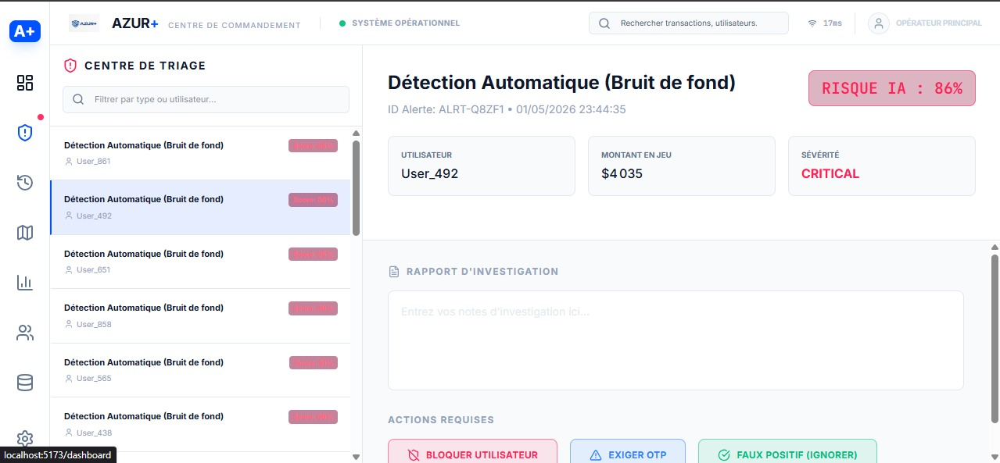 A+
AZUR+
AZUR+ CENTRE DE COMMANDEMENT
SYSTÈME OPÉRATIONNEL
Rechercher transactions, utilisateurs.
17ms
OPÉRATEUR PRINCIPAL
CENTRE DE TRIAGE
Filtrer par type ou utilisateur...
Détection Automatique (Bruit de fond)
User_861
Détection Automatique (Bruit de fond)
Score: 86%
User_492
Détection Automatique (Bruit de fond)
User_651
Détection Automatique (Bruit de fond)
User_858
Détection Automatique (Bruit de fond)
User_565
Détection Automatique (Bruit de fond)
User_438
localhost:5173/dashboard
Détection Automatique (Bruit de fond)
RISQUE IA : 86%
ID Alerte: ALRT-Q8ZF1 • 01/05/2026 23:44:35
UTILISATEUR
User_492
MONTANT EN JEU
$4 035
SÉVÉRITÉ
CRITICAL
RAPPORT D'INVESTIGATION
Entrez vos notes d'investigation ici...
ACTIONS REQUISES
BLOQUER UTILISATEUR
EXIGER OTP
FAUX POSITIF (IGNORER)